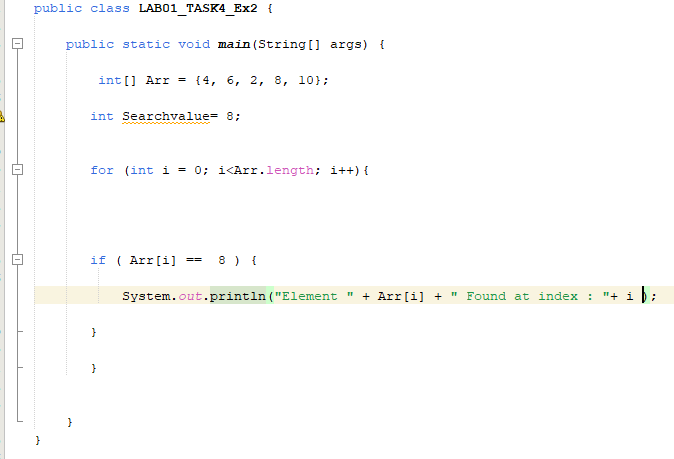 public class LAB01_TASK4_Ex2 {
public static void main(String[] args) {
int[] Arr = {4, 6, 2, 8, 10};
int Searchvalue= 8;
for (int i = 0; i<Arr.length; i++){
if ( Arr[i] ==  8 ) {
System.out.println("Element " + Arr[i] + " Found at index : "+ i );
}
}
}
}